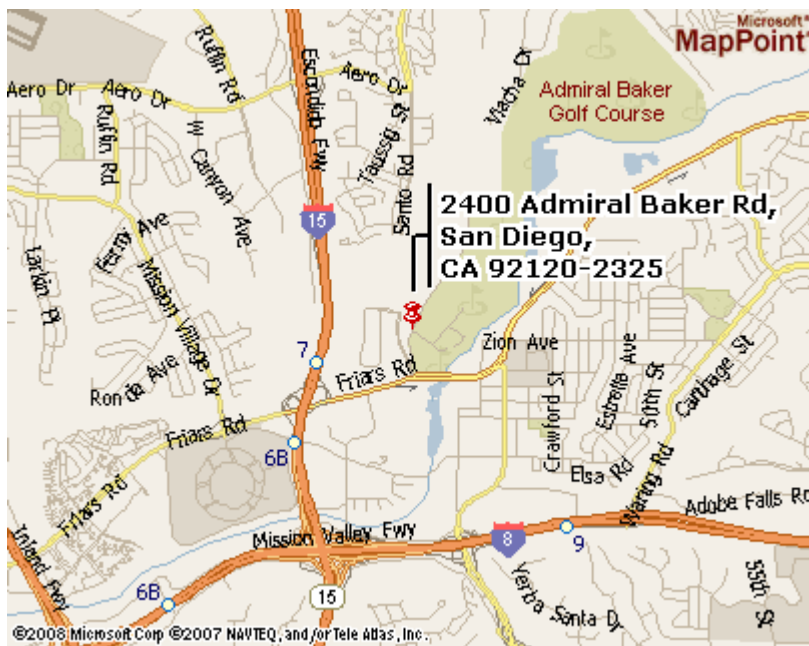 Microsoft®
MapPoint®
Ruffin Rd
Escondido Fwy
Aero Dr
Aero Dr
Aero Dr
Viacha Dr
Admiral Baker
Golf Course
Ruffin Rd
W Canyon Ave
Taussig St
Santo Rd
15
2400 Admiral Baker Rd,
San Diego,
CA 92120-2325
Fermi Ave
Larkin Pl
Mission Village Dr
7
Zion Ave
Friars Rd
Ronda Ave
Crawford St
Estrella Ave
50th St
Carthage St
Friars Rd
6B
Elsa Rd
Waring Rd
Friars Rd
Adobe Falls Rd
Mission Valley Fwy
8
9
Inland Fwy
6B
15
Yerba Santa Dr
55th St
©2008 Microsoft Corp ©2007 NAVTEQ, and/or Tele Atlas, Inc.